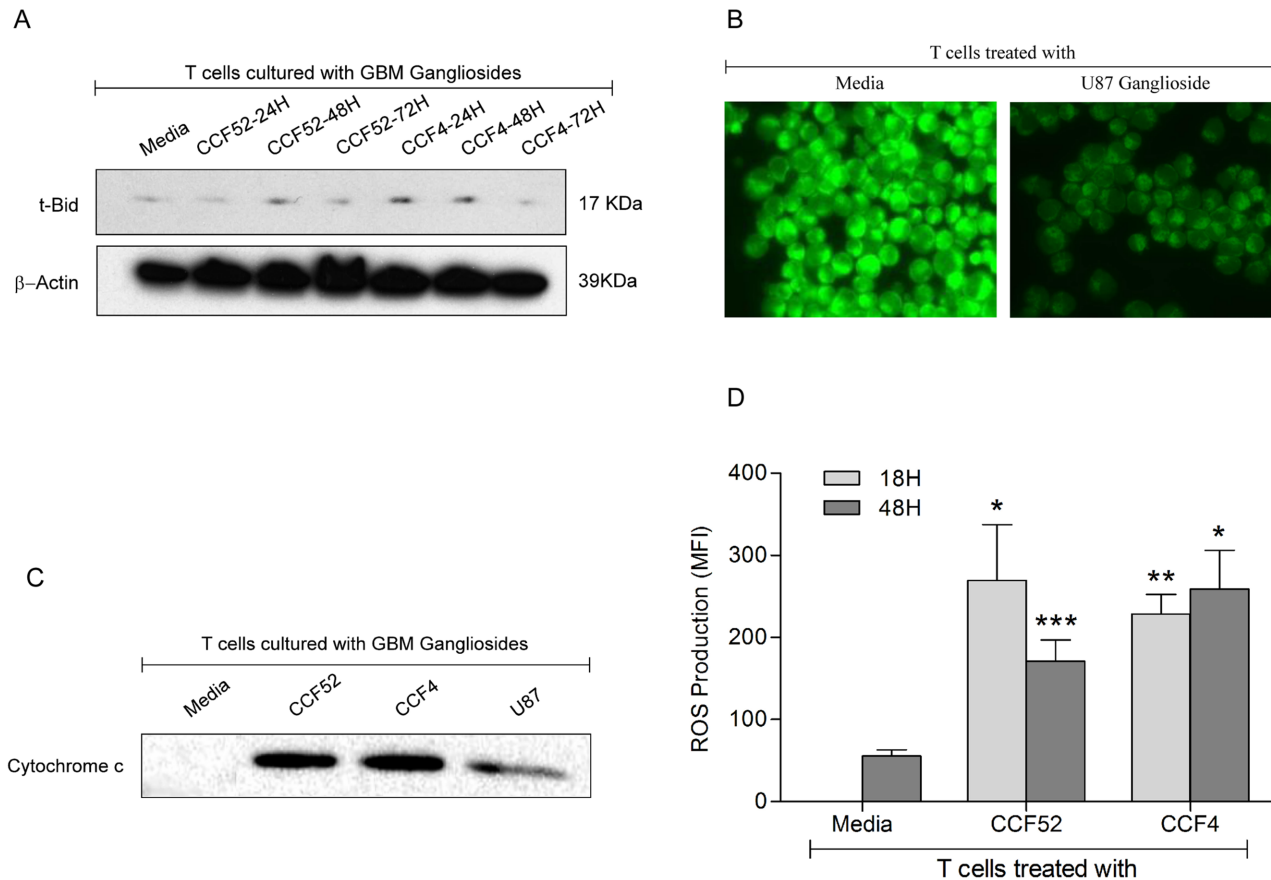 A
T cells cultured with GBM Gangliosides
Media
CCF52-24H
CCF52-48H
CCF52-72H
CCF4-24H
CCF4-48H
CCF4-72H
t-Bid
17 KDa
β–Actin
39KDa
B
T cells treated with
Media
U87 Ganglioside
C
T cells cultured with GBM Gangliosides
Media
CCF52
CCF4
U87
Cytochrome c
D
ROS Production (MFI)
400
300
200
100
0
18H
48H
*
***
**
*
Media
CCF52
CCF4
T cells treated with